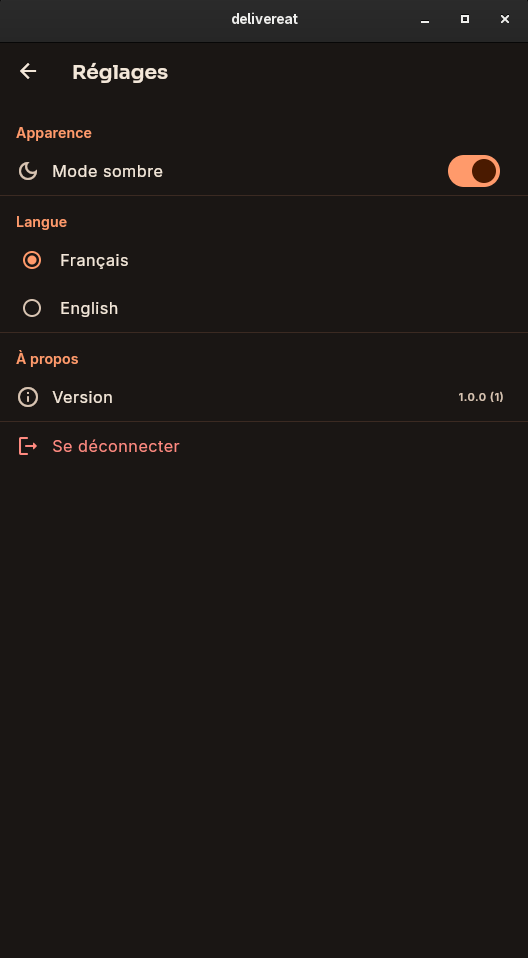 delivereat
Réglages
Apparence
Mode sombre
Langue
Français
English
À propos
Version
1.0.0 (1)
Se déconnecter